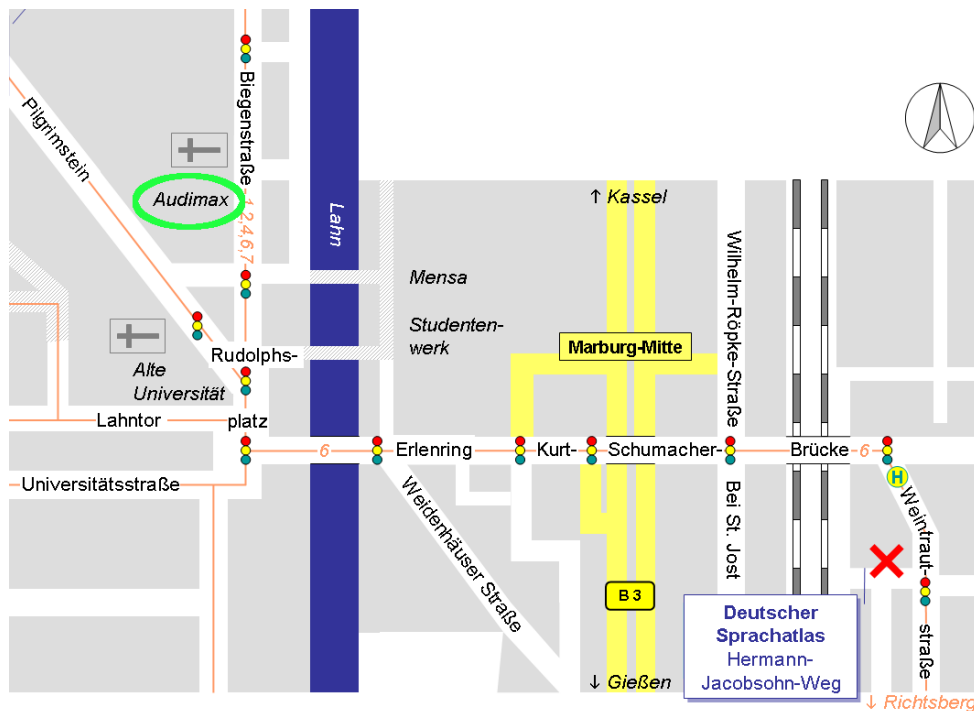 Biegenstraße
Pilgrimstein
Audimax
1,2,4,6,7
Lahn
↑ Kassel
Mensa
Studenten-
werk
Wilhelm-Röpke-Straße
Marburg-Mitte
Alte
Universität
Rudolphs-
platz
Lahntor
6
Erlenring
Kurt-
Schumacher-
Brücke
6
H
Universitätsstraße
Weidenhäuser Straße
Bei St. Jost
Weintraut-
straße
B 3
Deutscher
Sprachatlas
Hermann-
Jacobsohn-Weg
↓ Gießen
↓ Richtsberg